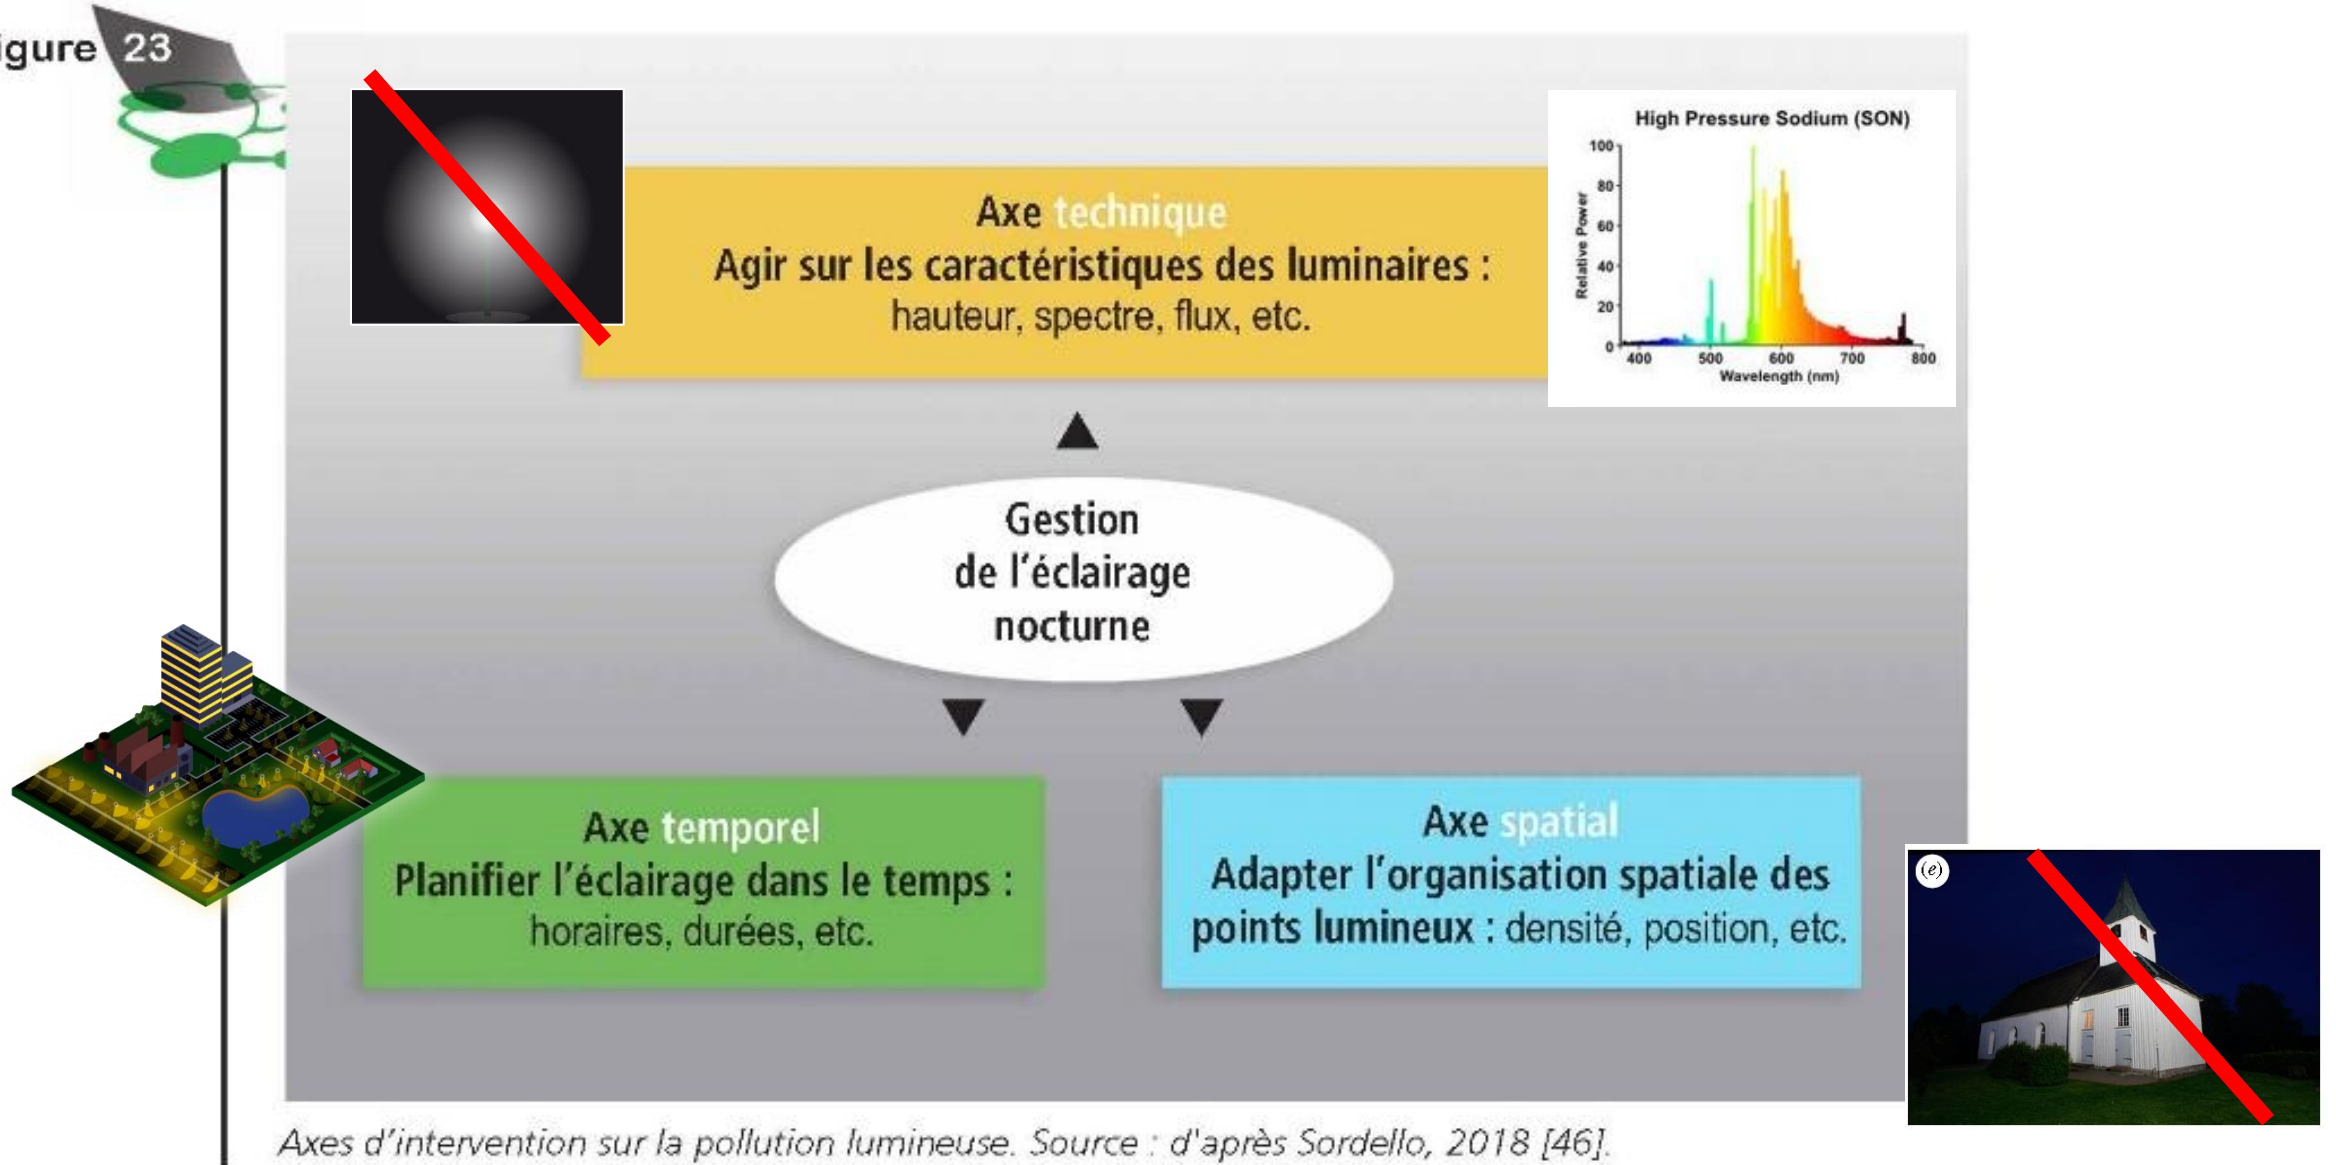 igure 23
High Pressure Sodium (SON)
100
80
60
40
20
0
Relative Power
400 500 600 700 800
Wavelength (nm)
Axe technique
Agir sur les caractéristiques des luminaires :
hauteur, spectre, flux, etc.
Gestion
de l'éclairage
nocturne
Axe temporel
Planifier l'éclairage dans le temps :
horaires, durées, etc.
Axe spatial
Adapter l'organisation spatiale des
points lumineux : densité, position, etc.
(e)
Axes d'intervention sur la pollution lumineuse. Source : d'après Sordello, 2018 [46].